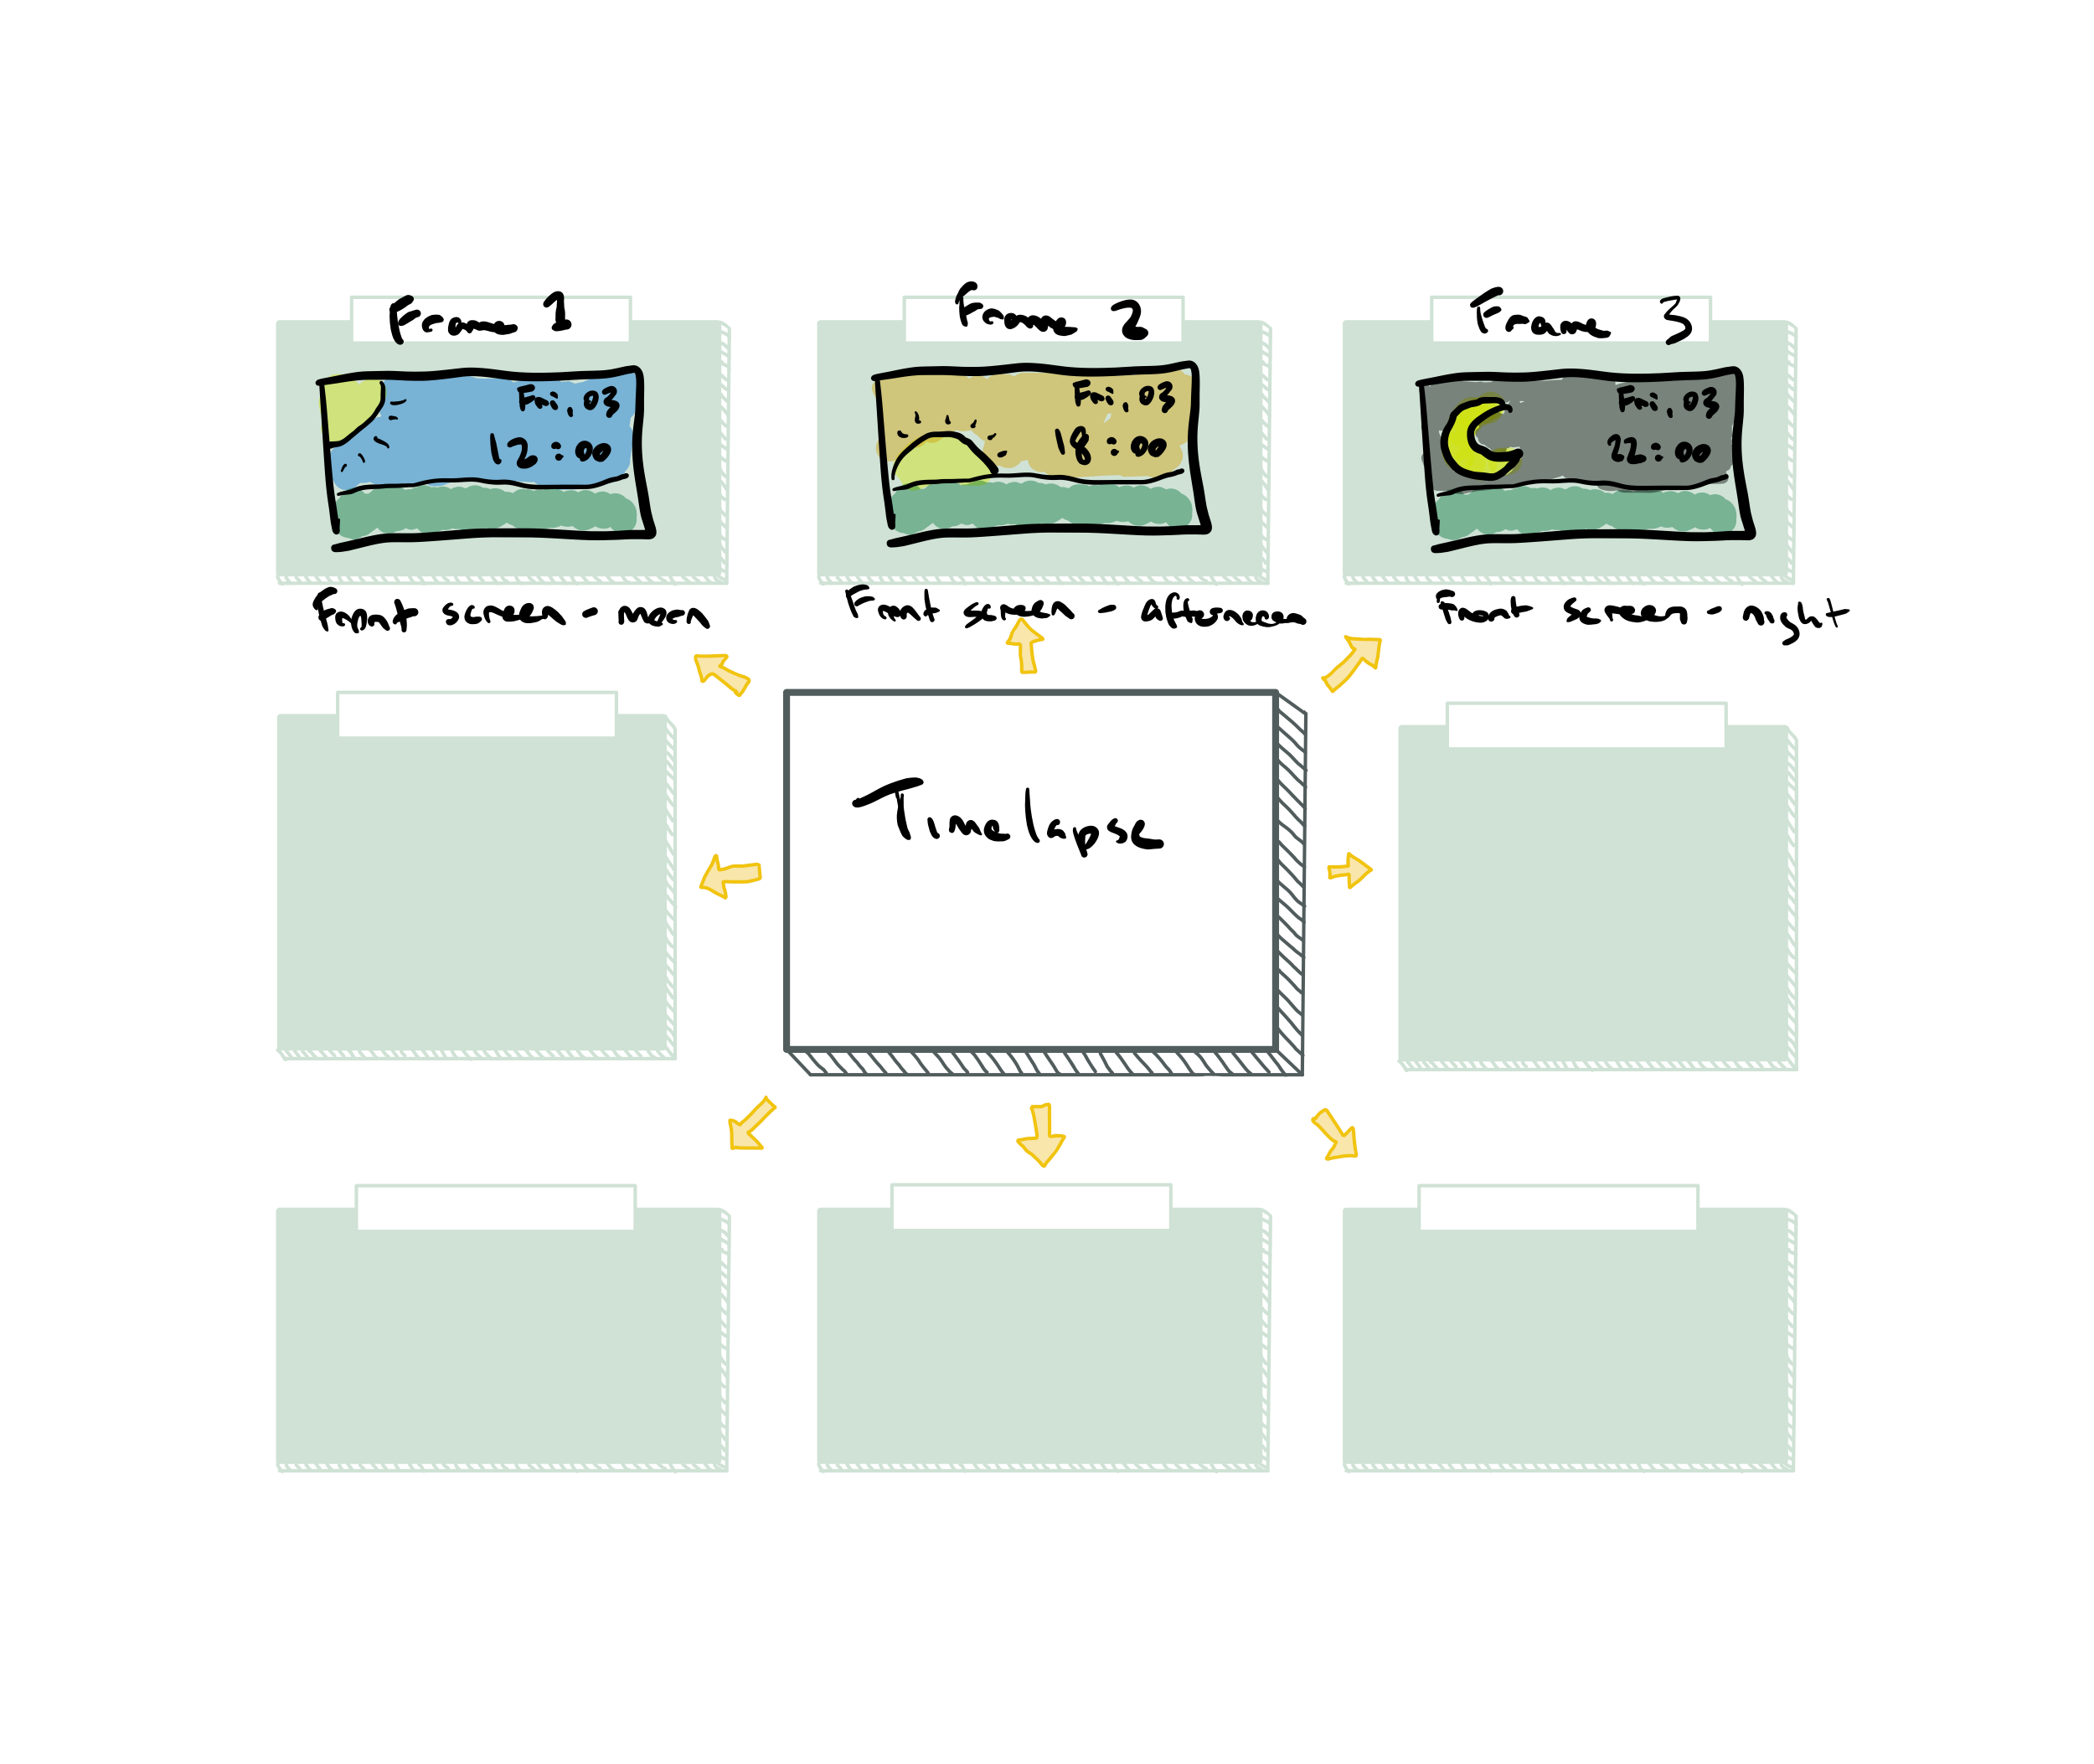 Frame 1
Fri: 03
12:00
Front screen - noon
Frame 2
Fri: 03
18:00
Front screen - afternoon
Frame 3
Fri: 03
22:00
Front screen - night
Timelapse